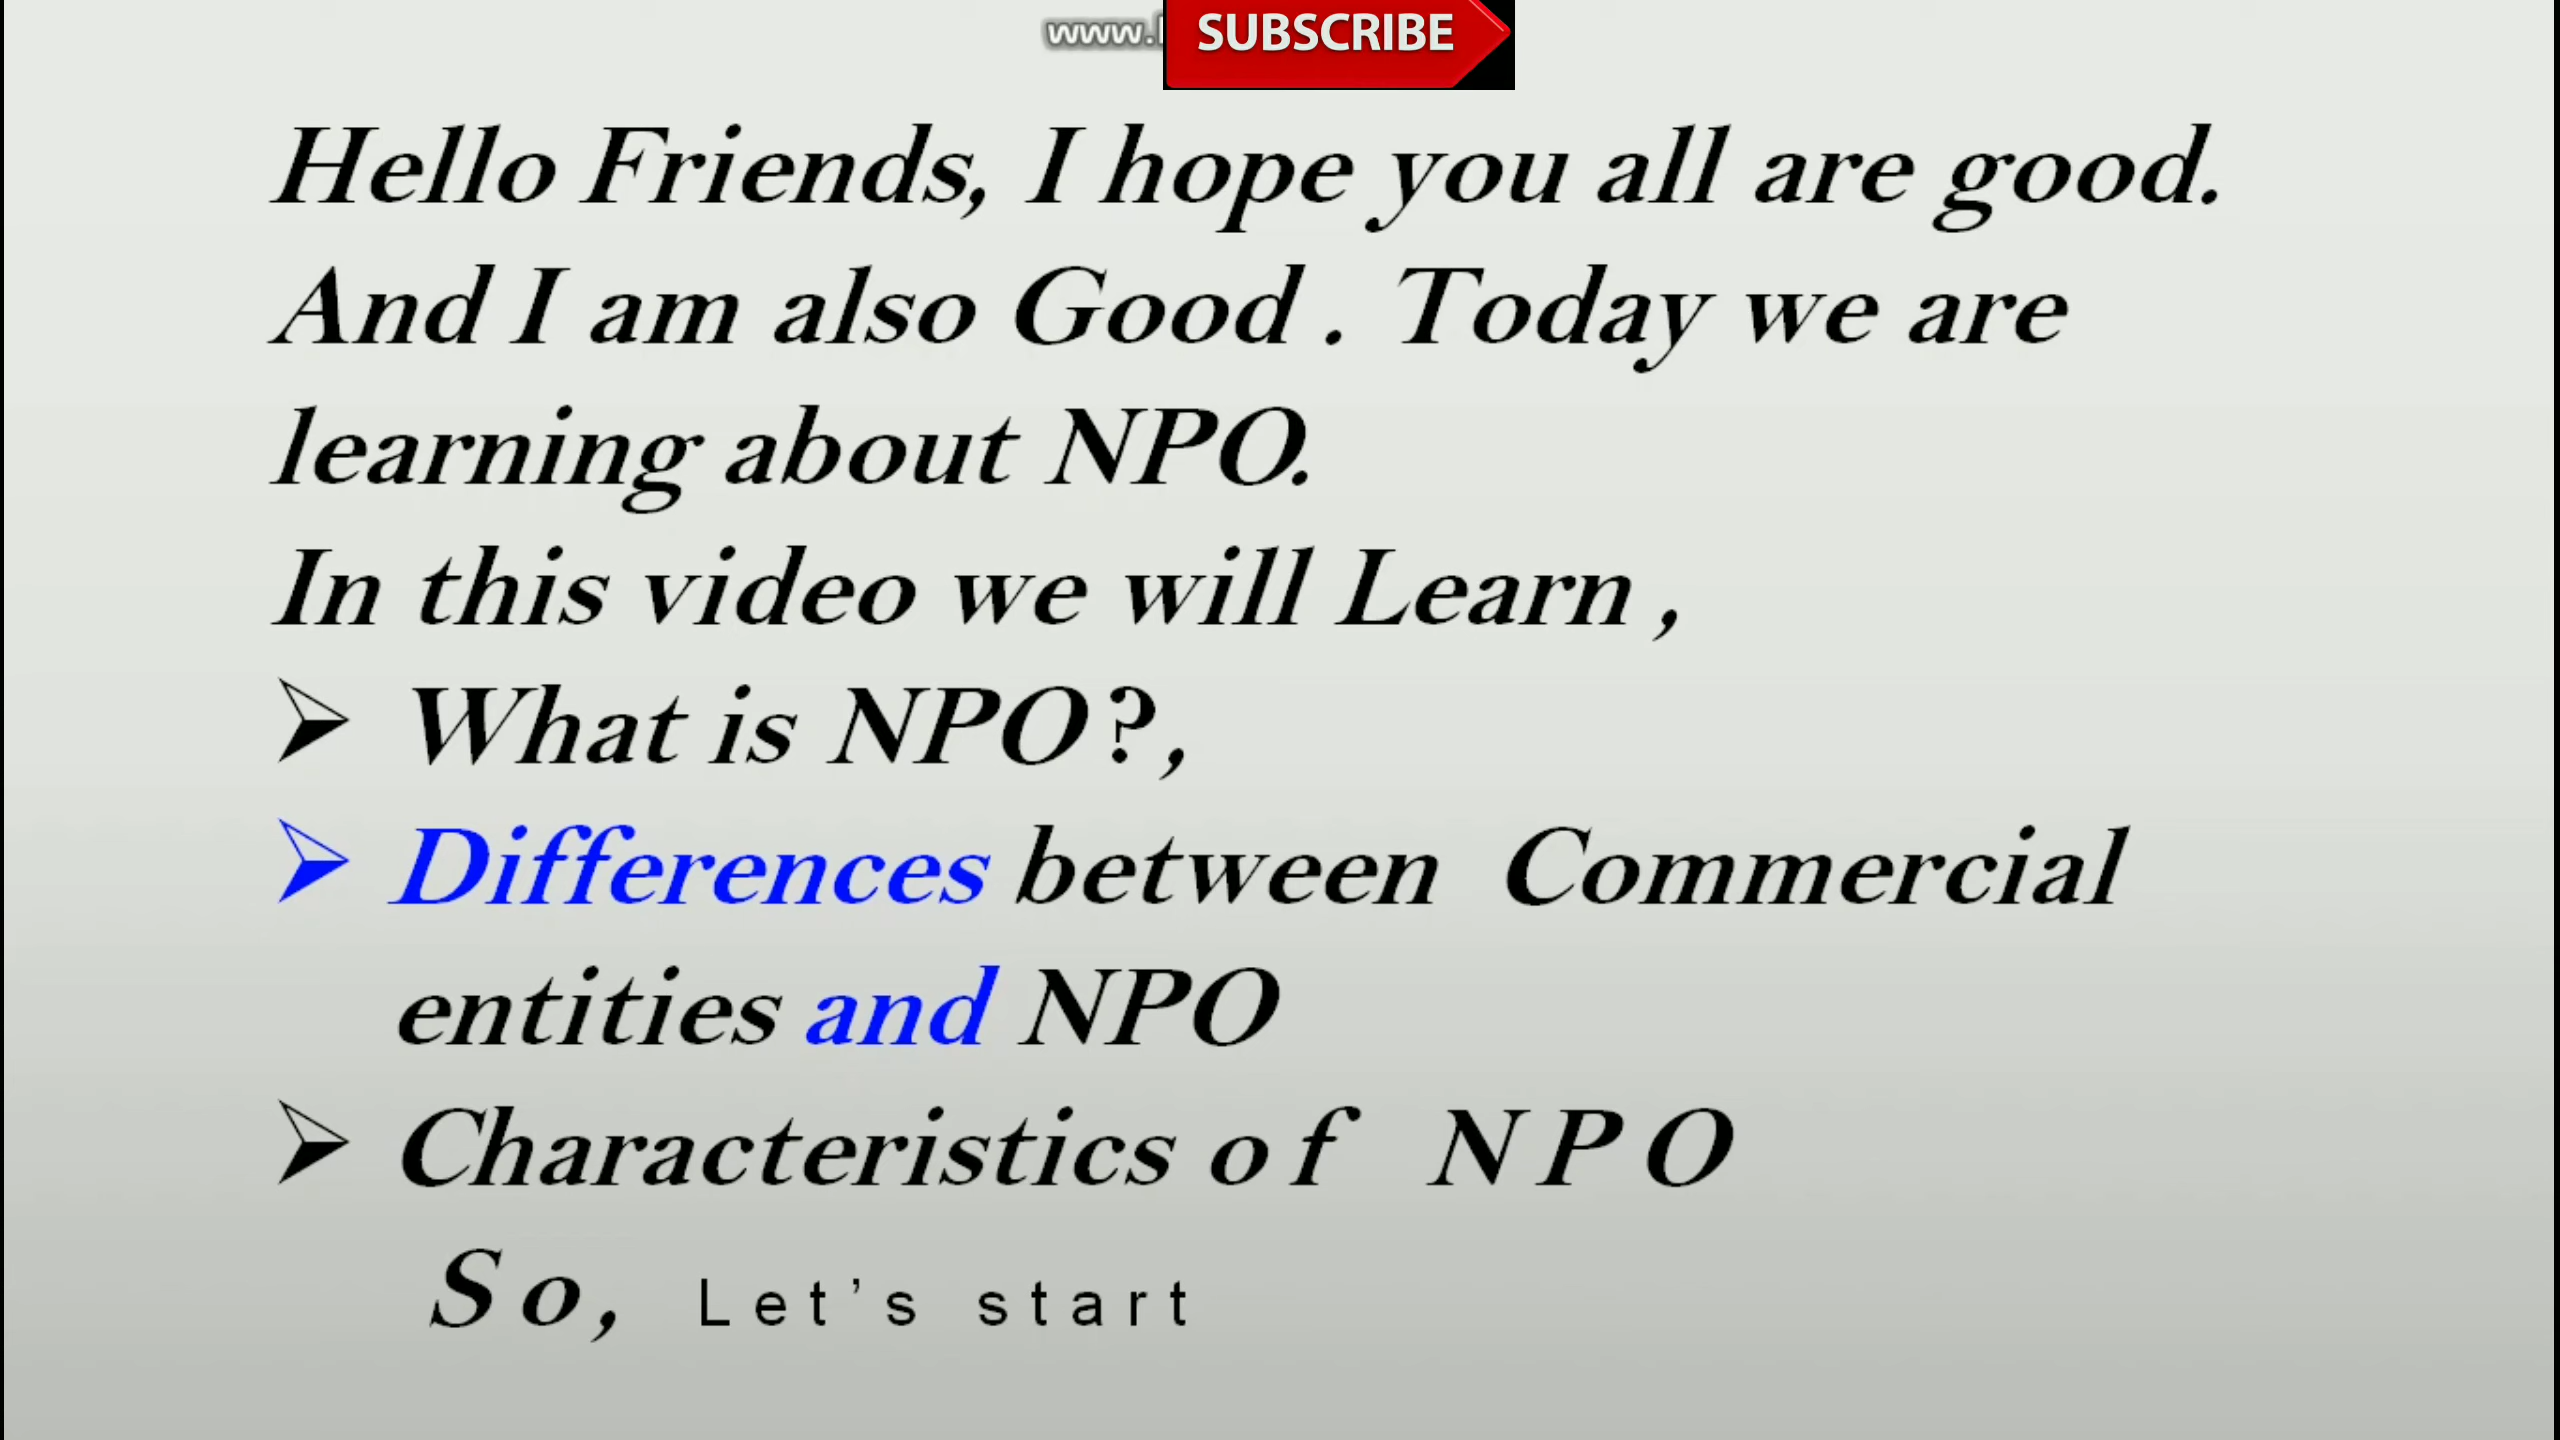 www.
SUBSCRIBE
Hello Friends, I hope you all are good.
And I am also Good . Today we are
learning about NPO.
In this video we will Learn ,
➢ What is NPO?,
➢ Differences between Commercial
entities and NPO
➢ Characteristics of NPO
So, Let’s start